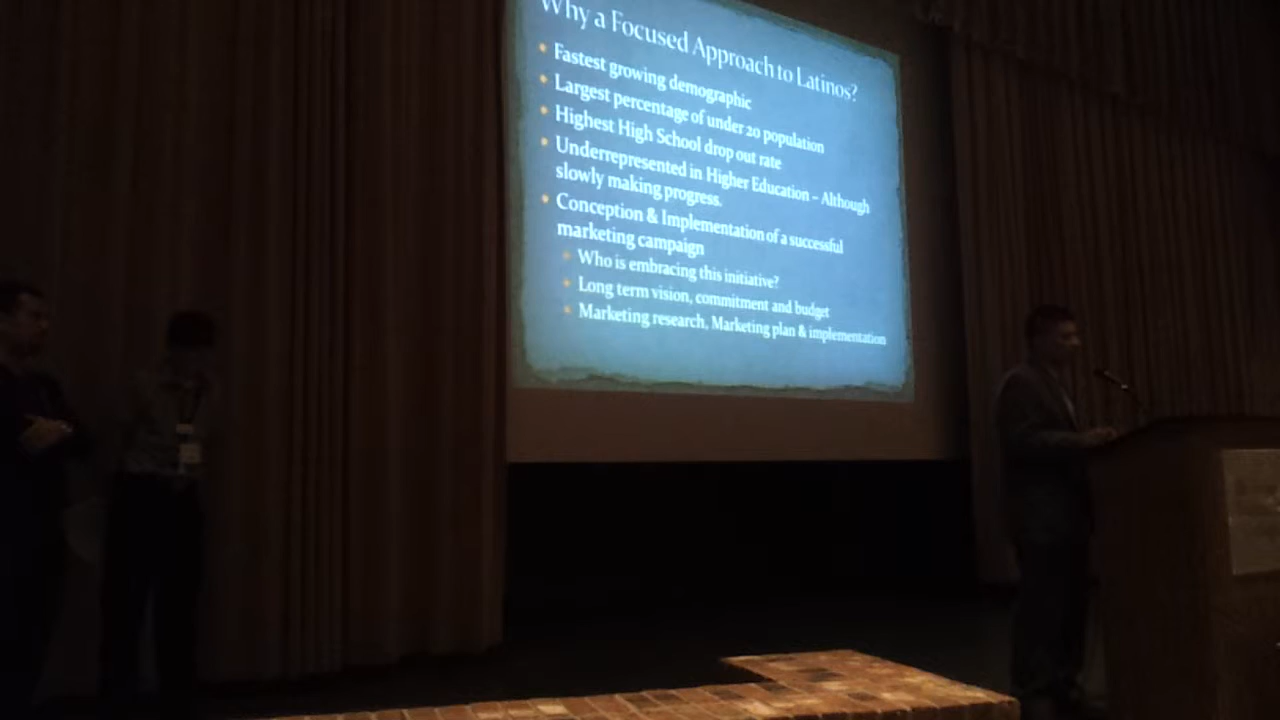 Why a Focused Approach to Latinos?
• Fastest growing demographic
• Largest percentage of under 20 population
• Highest High School drop out rate
• Underrepresented in Higher Education – Although
slowly making progress.
• Conception & Implementation of a successful
marketing campaign
• Who is embracing this initiative?
• Long term vision, commitment and budget
• Marketing research, Marketing plan & implementation